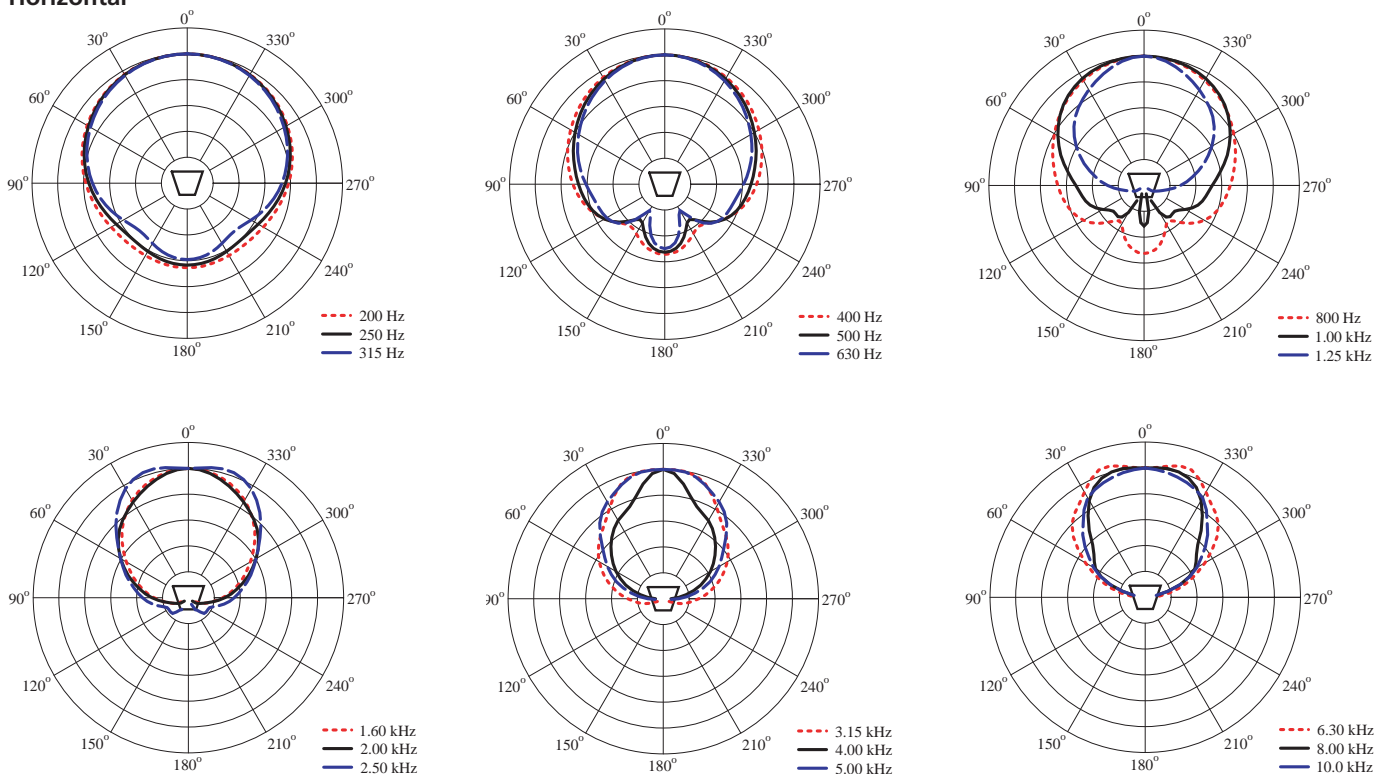 Horizontal
0°
30° 330°
60° 300°
90° 270°
120° 240°
150° 210°
180°
200 Hz
250 Hz
315 Hz
0°
30° 330°
60° 300°
90° 270°
120° 240°
150° 210°
180°
400 Hz
500 Hz
630 Hz
0°
30° 330°
60° 300°
90° 270°
120° 240°
150° 210°
180°
800 Hz
1.00 kHz
1.25 kHz
0°
30° 330°
60° 300°
90° 270°
120° 240°
150° 210°
180°
1.60 kHz
2.00 kHz
2.50 kHz
0°
30° 330°
60° 300°
90° 270°
120° 240°
150° 210°
180°
3.15 kHz
4.00 kHz
5.00 kHz
0°
30° 330°
60° 300°
90° 270°
120° 240°
150° 210°
180°
6.30 kHz
8.00 kHz
10.0 kHz